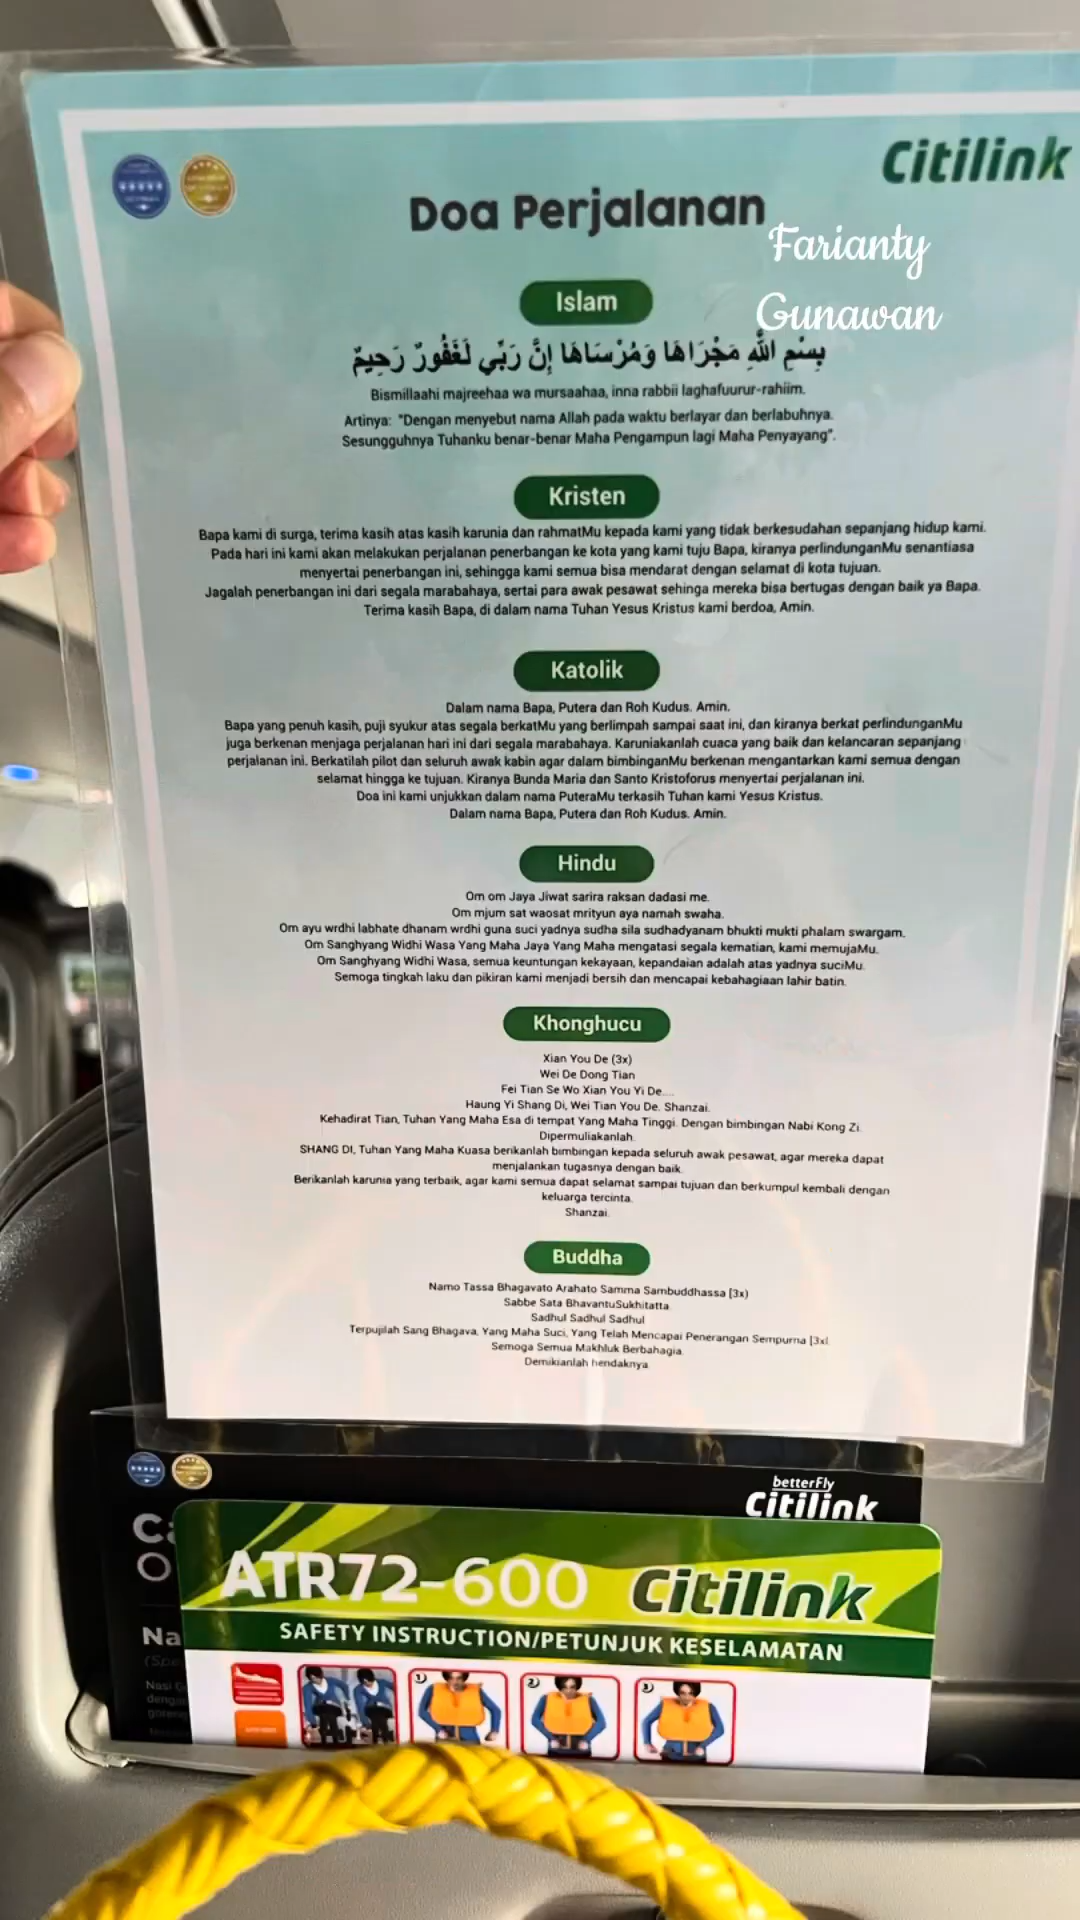 Citilink
Doa Perjalanan
Farianty
Gunawan
Islam
بِسْمِ اللَّهِ مَجْرَاهَا وَمُرْسَاهَا إِنَّ رَبِّي لَغَفُورٌ رَحِيمٌ
Bismillaahi majreehaa wa mursaahaa, inna rabbii laghafuurur-rahiim.
Artinya: "Dengan menyebut nama Allah pada waktu berlayar dan berlabuhnya.
Sesungguhnya Tuhanku benar-benar Maha Pengampun lagi Maha Penyayang".
Kristen
Bapa kami di surga, terima kasih atas kasih karunia dan rahmatMu kepada kami yang tidak berkesudahan sepanjang hidup kami.
Pada hari ini kami akan melakukan perjalanan penerbangan ke kota yang kami tuju Bapa, kiranya perlindunganMu senantiasa
menyertai penerbangan ini, sehingga kami semua bisa mendarat dengan selamat di kota tujuan.
Jagalah penerbangan ini dari segala marabahaya, sertai para awak pesawat sehinga mereka bisa bertugas dengan baik ya Bapa.
Terima kasih Bapa, di dalam nama Tuhan Yesus Kristus kami berdoa, Amin.
Katolik
Dalam nama Bapa, Putera dan Roh Kudus. Amin.
Bapa yang penuh kasih, puji syukur atas segala berkatMu yang berlimpah sampai saat ini, dan kiranya berkat perlindunganMu
juga berkenan menjaga perjalanan hari ini dari segala marabahaya. Karuniakanlah cuaca yang baik dan kelancaran sepanjang
perjalanan ini. Berkatilah pilot dan seluruh awak kabin agar dalam bimbinganMu berkenan mengantarkan kami semua dengan
selamat hingga ke tujuan. Kiranya Bunda Maria dan Santo Kristoforus menyertai perjalanan ini.
Doa ini kami unjukkan dalam nama PuteraMu terkasih Tuhan kami Yesus Kristus.
Dalam nama Bapa, Putera dan Roh Kudus. Amin.
Hindu
Om om Jaya Jiwat sarira raksan dadasi me.
Om mjum sat waosat mrityun aya namah swaha.
Om ayu wrdhi labhate dhanam wrdhi guna suci yadnya sudha sila sudhadyanam bhukti mukti phalam swargam.
Om Sanghyang Widhi Wasa Yang Maha Jaya Yang Maha mengatasi segala kematian, kami memujaMu.
Om Sanghyang Widhi Wasa, semua keuntungan kekayaan, kepandaian adalah atas yadnya suciMu.
Semoga tingkah laku dan pikiran kami menjadi bersih dan mencapai kebahagiaan lahir batin.
Khonghucu
Xian You De (3x)
Wei De Dong Tian
Fei Tian Se Wo Xian You Yi De....
Haung Yi Shang Di, Wei Tian You De. Shanzai.
Kehadirat Tian, Tuhan Yang Maha Esa di tempat Yang Maha Tinggi. Dengan bimbingan Nabi Kong Zi.
Dipermuliakanlah.
SHANG DI, Tuhan Yang Maha Kuasa berikanlah bimbingan kepada seluruh awak pesawat, agar mereka dapat
menjalankan tugasnya dengan baik.
Berikanlah karunia yang terbaik, agar kami semua dapat selamat sampai tujuan dan berkumpul kembali dengan
keluarga tercinta.
Shanzai.
Buddha
Namo Tassa Bhagavato Arahato Samma Sambuddhassa [3x)
Sabbe Sata BhavantuSukhitatta.
Sadhul Sadhul Sadhul
Terpujilah Sang Bhagava, Yang Maha Suci, Yang Telah Mencapai Penerangan Sempurna [3x]
Semoga Semua Makhluk Berbahagia.
Demikianlah hendaknya
betterFly
Citilink
ATR72-600 Citilink
SAFETY INSTRUCTION/PETUNJUK KESELAMATAN
Na
1
2
3